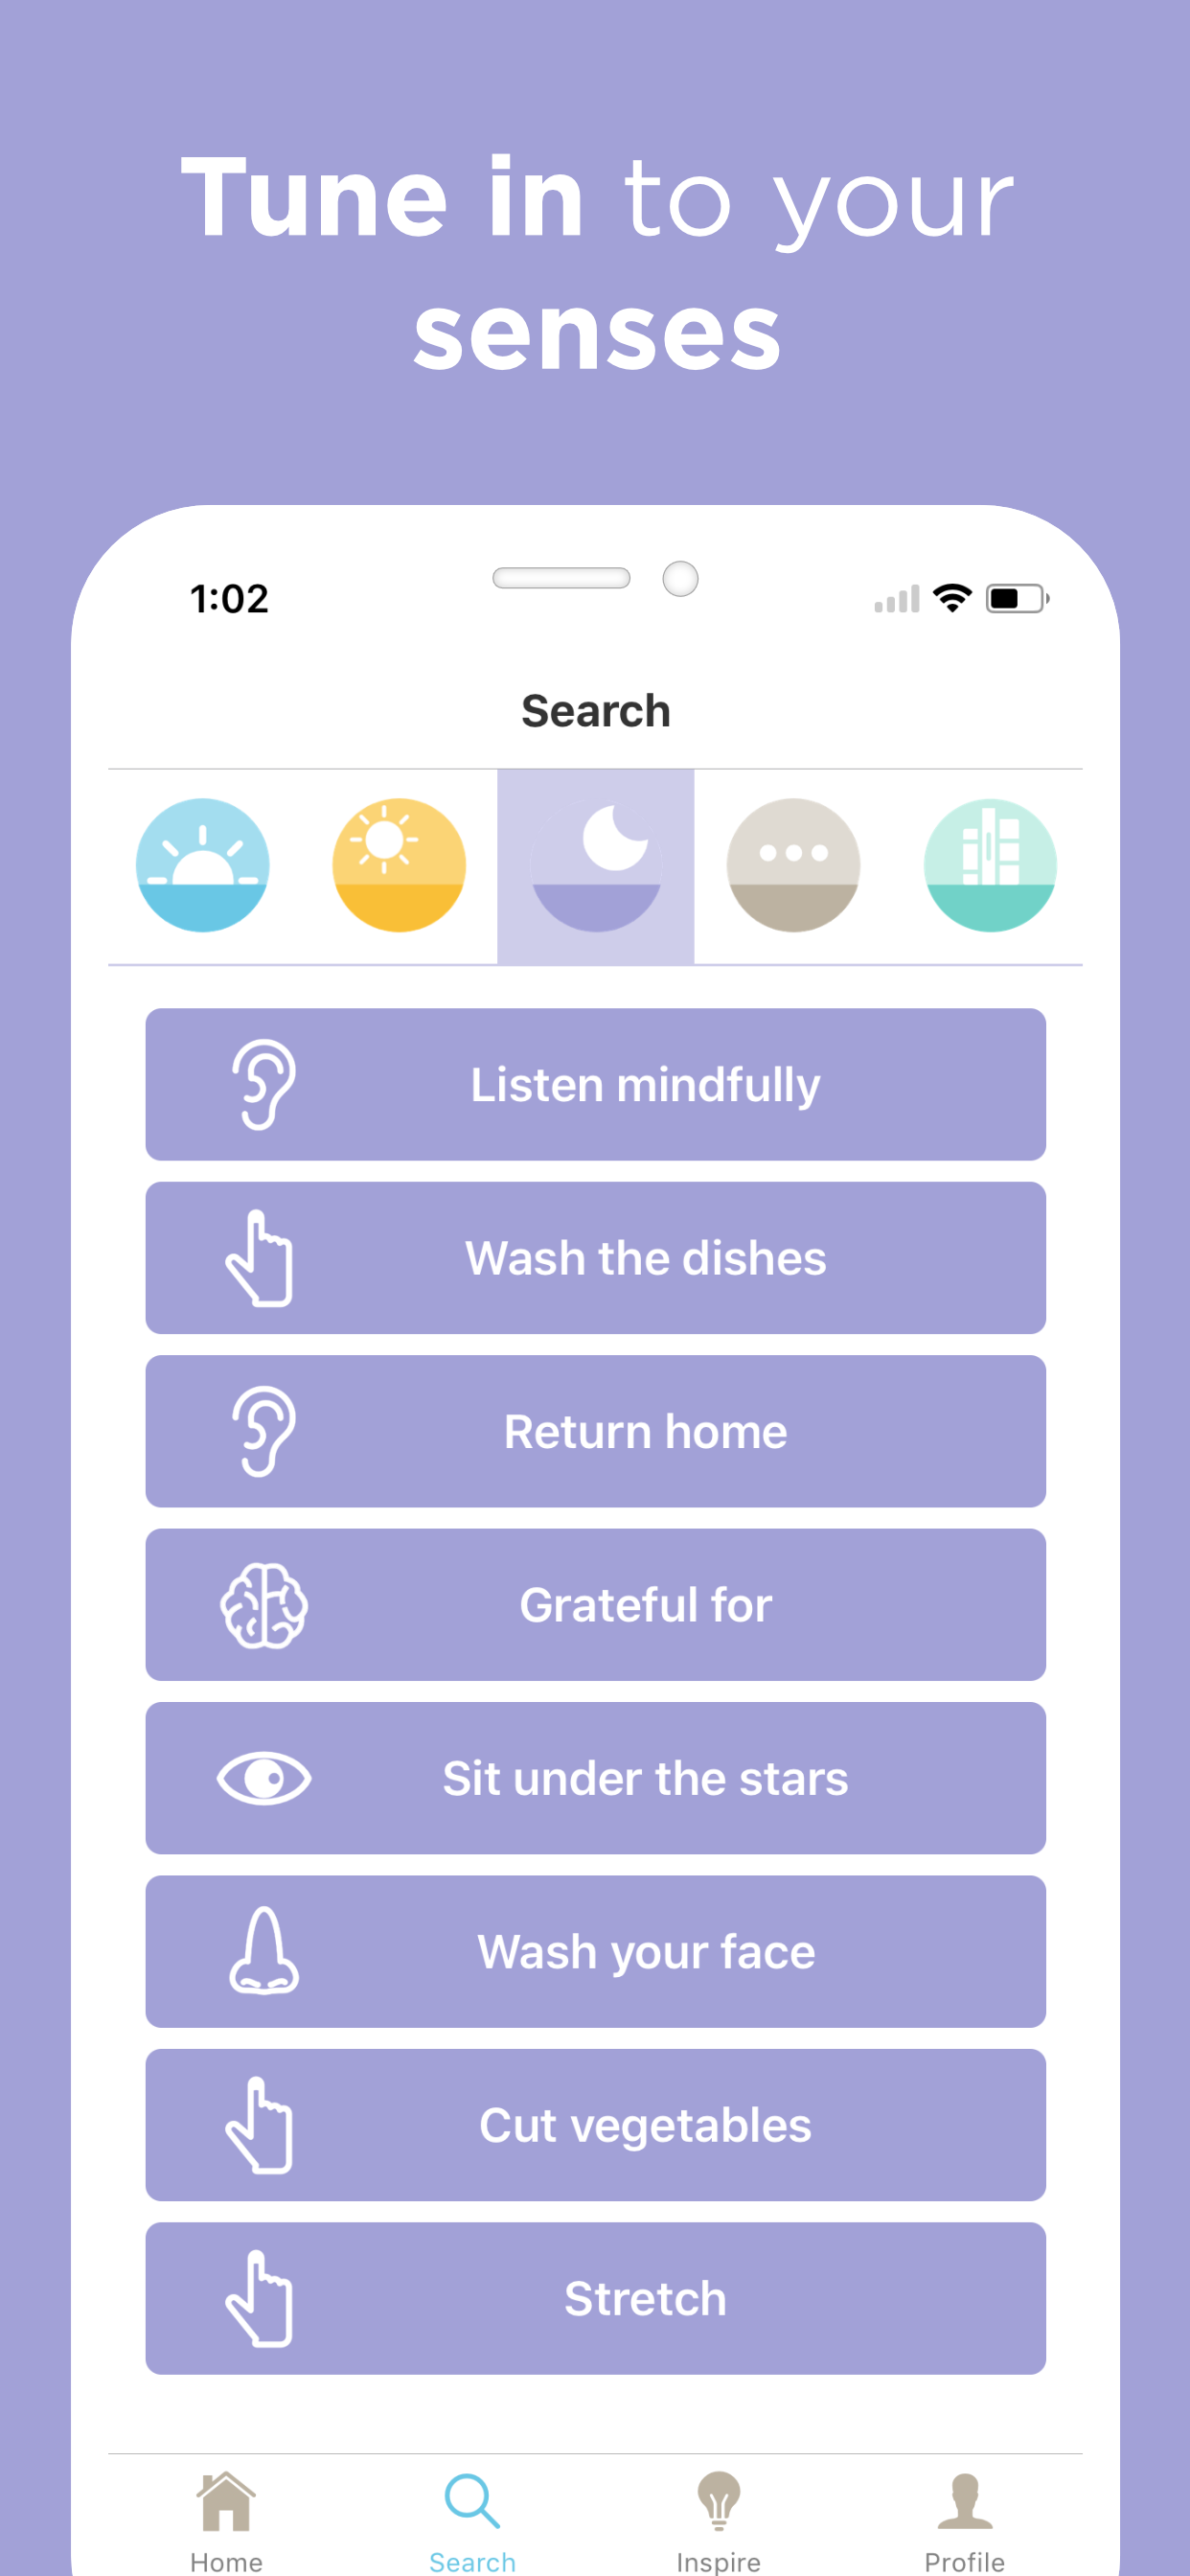 Tune in to your
senses
1:02
Search
Listen mindfully
Wash the dishes
Return home
Grateful for
Sit under the stars
Wash your face
Cut vegetables
Stretch
Home
Search
Inspire
Profile